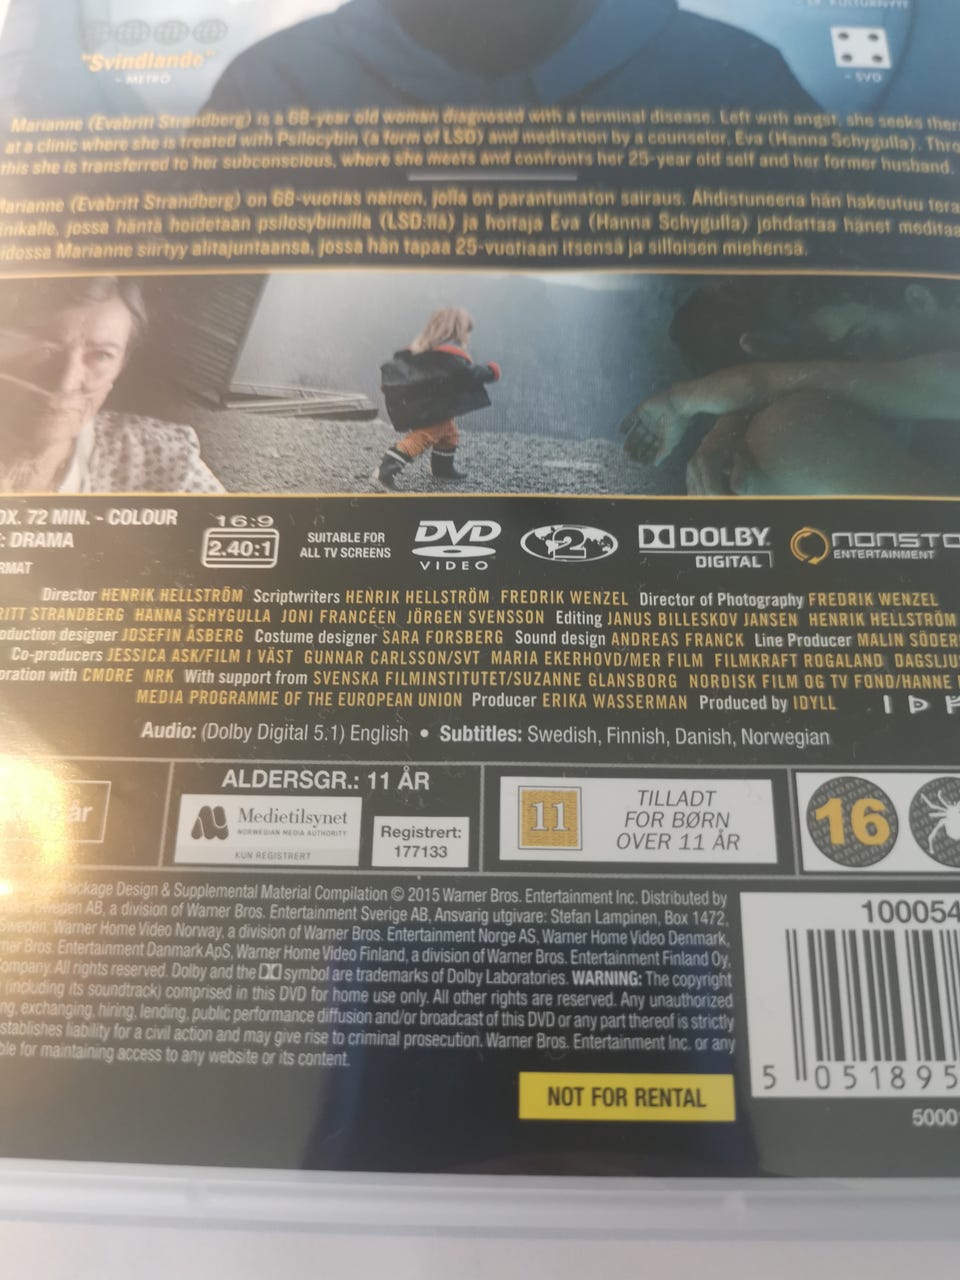 "Svindlande"
- METRO
- SVD
Marianne (Evabritt Strandberg) is a 68-year old woman diagnosed with a terminal disease. Left with angst, she seeks
at a clinic where she is treated with Psilocybin (a form of LSD) and meditation by a counselor, Eva (Hanna Schygulla).
this she is transferred to her subconscious, where she meets and confronts her 25-year old self and her former husband.
Marianne (Evabritt Strandberg) on 68-vuotias nainen, jolla on parantumaton sairaus. Ahdistuneena hän hakeutuu
jossa häntä hoidetaan psilosybiinillä (LSD:llä) ja hoitaja Eva (Hanna Schygulla) johdattaa hänet
Marianne siirtyy alitajuntaansa, jossa hän tapaa 25-vuotiaan itsensä ja silloisen miehensä.
OX. 72 MIN. - COLOUR
: DRAMA
RMAT
16:9
2.40:1
SUITABLE FOR
ALL TV SCREENS
DVD
VIDEO
2
DOLBY
DIGITAL
NONSTO
ENTERTAINMENT
Director HENRIK HELLSTRÖM Scriptwriters HENRIK HELLSTRÖM FREDRIK WENZEL Director of Photography FREDRIK WENZEL
RITT STRANDBERG HANNA SCHYGULLA JONI FRANCÉEN JÖRGEN SVENSSON Editing JANUS BILLESKOV JANSEN HENRIK HELLSTRÖM
oduction designer JOSEFIN ÅSBERG Costume designer SARA FORSBERG Sound design ANDREAS FRANCK Line Producer MALIN SÖDER
Co-producers JESSICA ASK/FILM I VÄST GUNNAR CARLSSON/SVT MARIA EKERHOVD/MER FILM FILMKRAFT ROGALAND DAGSLJU
oration with CMORE NRK With support from SVENSKA FILMINSTITUTET/SUZANNE GLANSBORG NORDISK FILM OG TV FOND/HANNE
MEDIA PROGRAMME OF THE EUROPEAN UNION Producer ERIKA WASSERMAN Produced by IDYLL
Audio: (Dolby Digital 5.1) English • Subtitles: Swedish, Finnish, Danish, Norwegian
år
ALDERSGR.: 11 ÅR
Medietilsynet
NORWEGIAN MEDIA AUTHORITY
KUN REGISTRERT
Registrert:
177133
11
TILLADT
FOR BØRN
OVER 11 ÅR
16
Package Design & Supplemental Material Compilation © 2015 Warner Bros. Entertainment Inc. Distributed by
Sweden AB, a division of Warner Bros. Entertainment Sverige AB, Ansvarig utgivare: Stefan Lampinen, Box 1472,
Sweden, Warner Home Video Norway, a division of Warner Bros. Entertainment Norge AS, Warner Home Video Denmark,
rner Bros. Entertainment Danmark ApS, Warner Home Video Finland, a division of Warner Bros. Entertainment Finland Oy,
ompany. All rights reserved. Dolby and the symbol are trademarks of Dolby Laboratories. WARNING: The copyright
(including its soundtrack) comprised in this DVD for home use only. All other rights are reserved. Any unauthorized
ng, exchanging, hiring, lending, public performance diffusion and/or broadcast of this DVD or any part thereof is strictly
stablishes liability for a civil action and may give rise to criminal prosecution. Warner Bros. Entertainment Inc. or any
ble for maintaining access to any website or its content.
NOT FOR RENTAL
100054
5 051895
5000